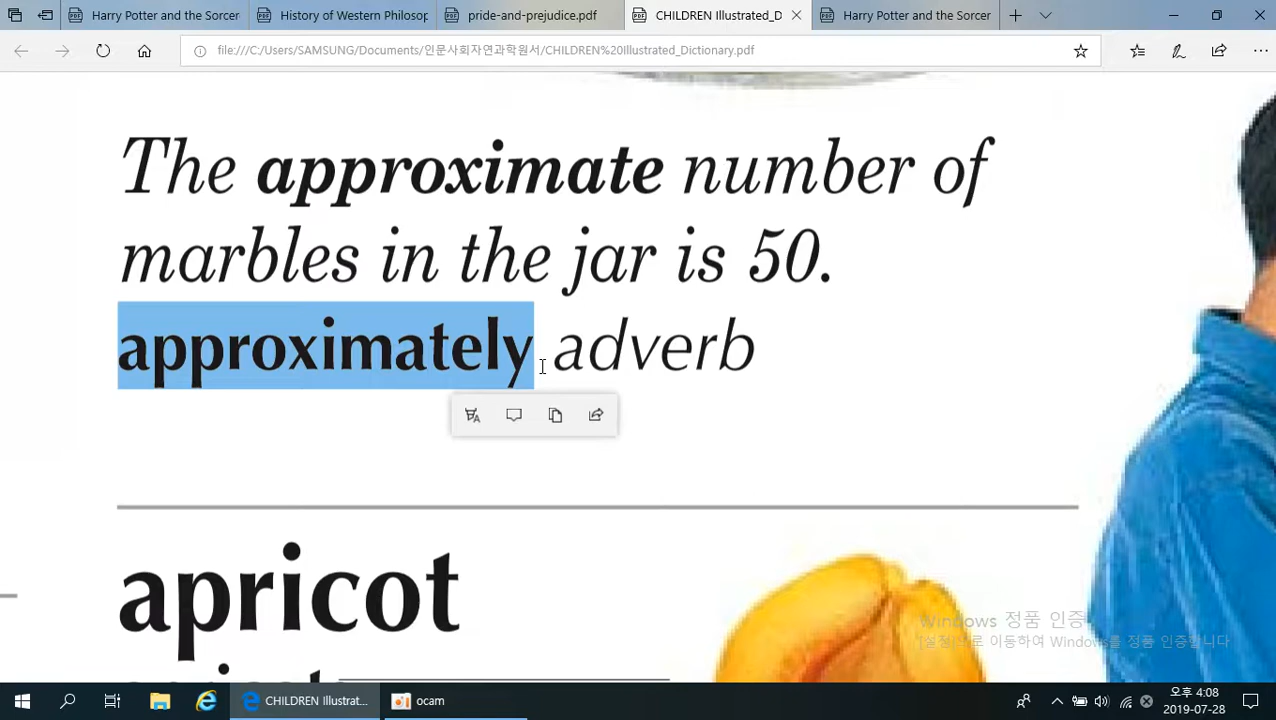 Harry Potter and the Sorcer
History of Western Philosop
pride-and-prejudice.pdf
CHILDREN Illustrated_D
Harry Potter and the Sorcer
file:///C:/Users/SAMSUNG/Documents/인문사회자연과학원서/CHILDREN%20Illustrated_Dictionary.pdf
The approximate number of
marbles in the jar is 50.
approximately adverb
apricot
Windows 정품 인증
[설정]으로 이동하여 Windows를 정품 인증합니다
CHILDREN Illustrat...
ocam
오후 4:08
2019-07-28